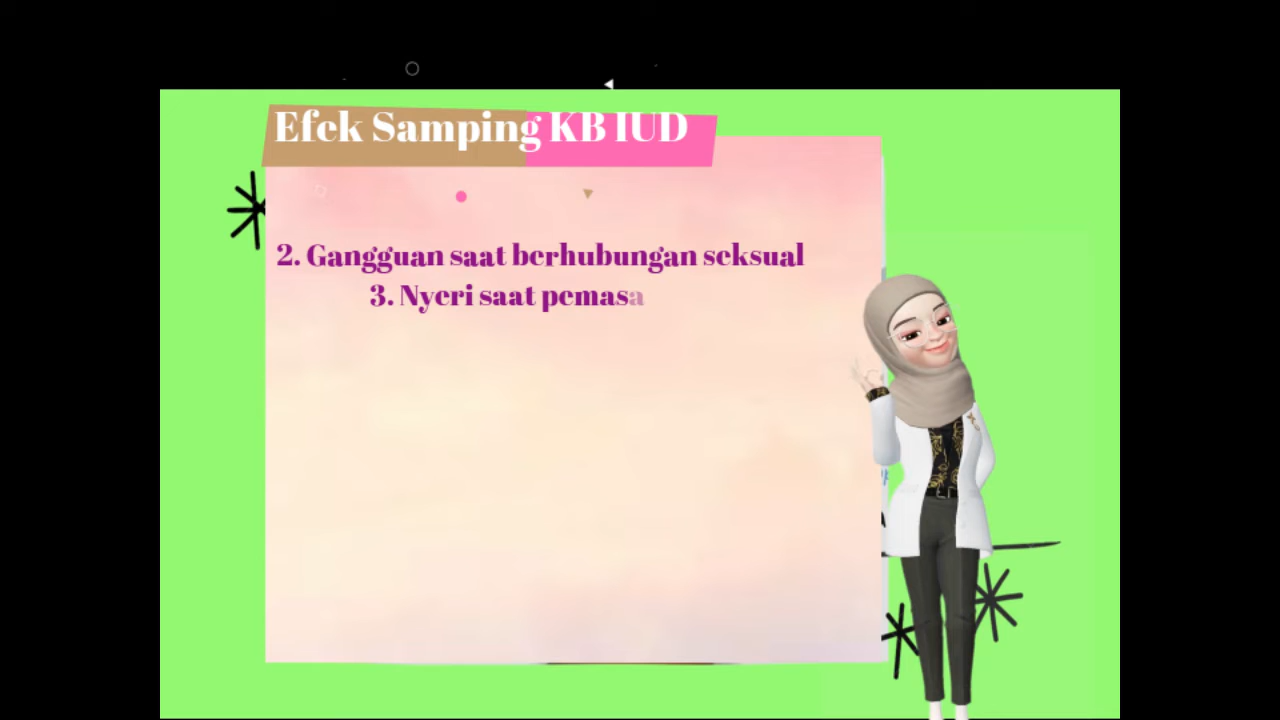 Efek Samping KB IUD
2. Gangguan saat berhubungan seksual
3. Nyeri saat pemasa